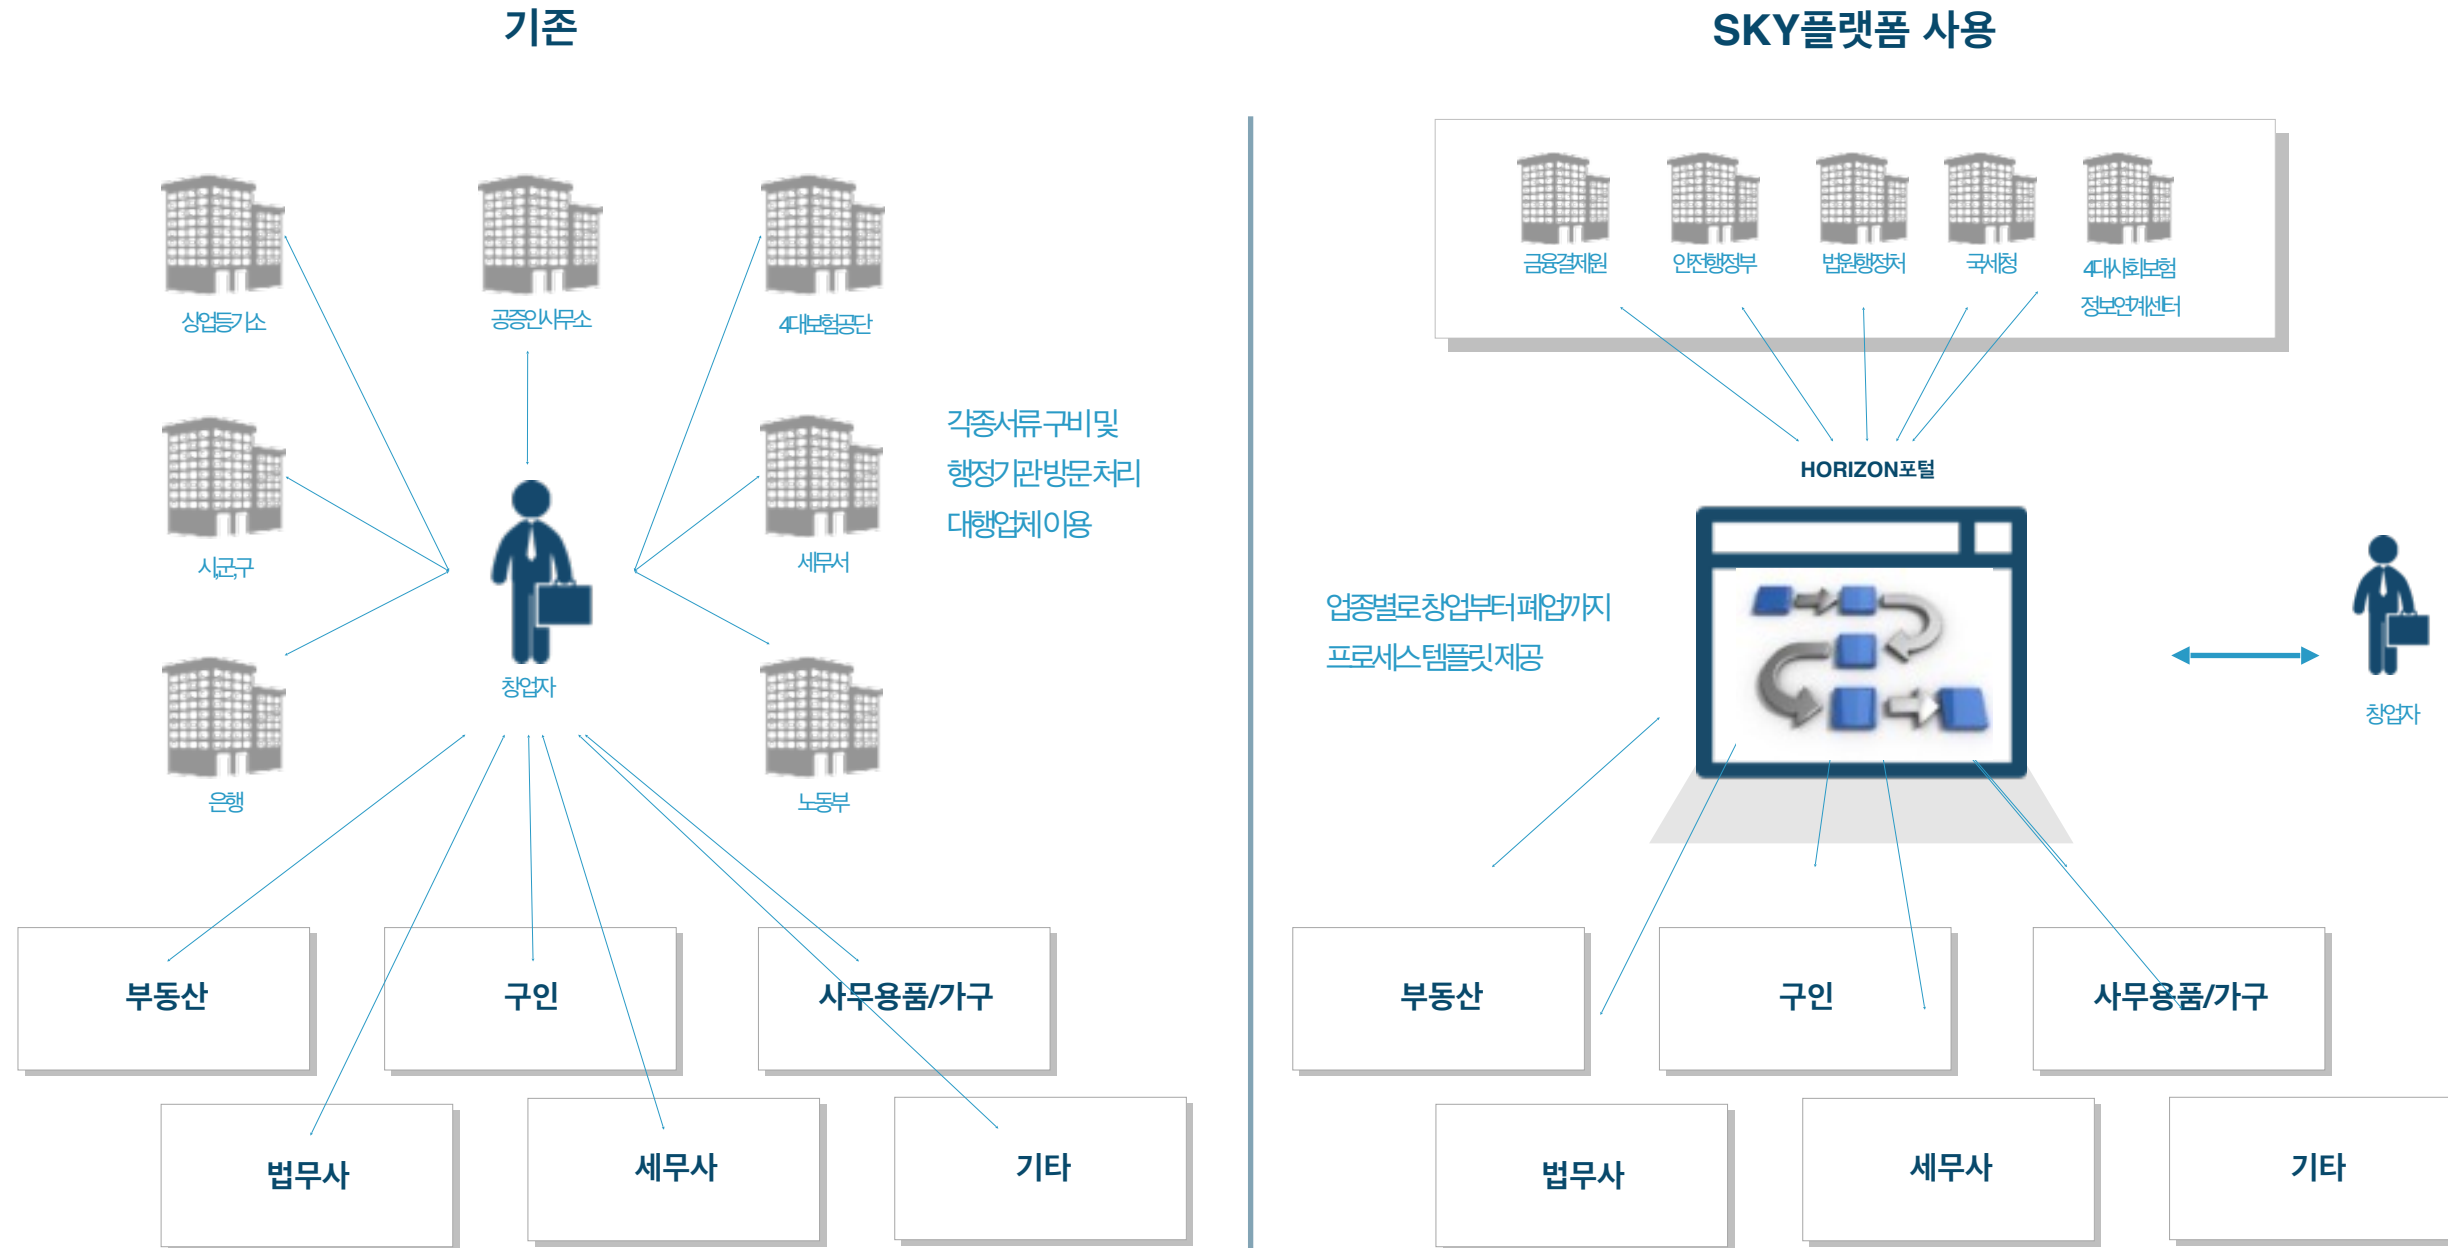 기존
상업등기소
공증인사무소
4대보험공단
각종서류 구비 및
행정기관 방문 처리
대행업체 이용
시,군,구
세무서
창업자
은행
노동부
부동산
구인
사무용품/가구
법무사
세무사
기타
SKY플랫폼 사용
금융결제원
안전행정부
법원행정처
국세청
4대사회보험
정보연계센터
HORIZON포털
업종별로 창업부터 폐업까지
프로세스 템플릿 제공
창업자
부동산
구인
사무용품/가구
법무사
세무사
기타